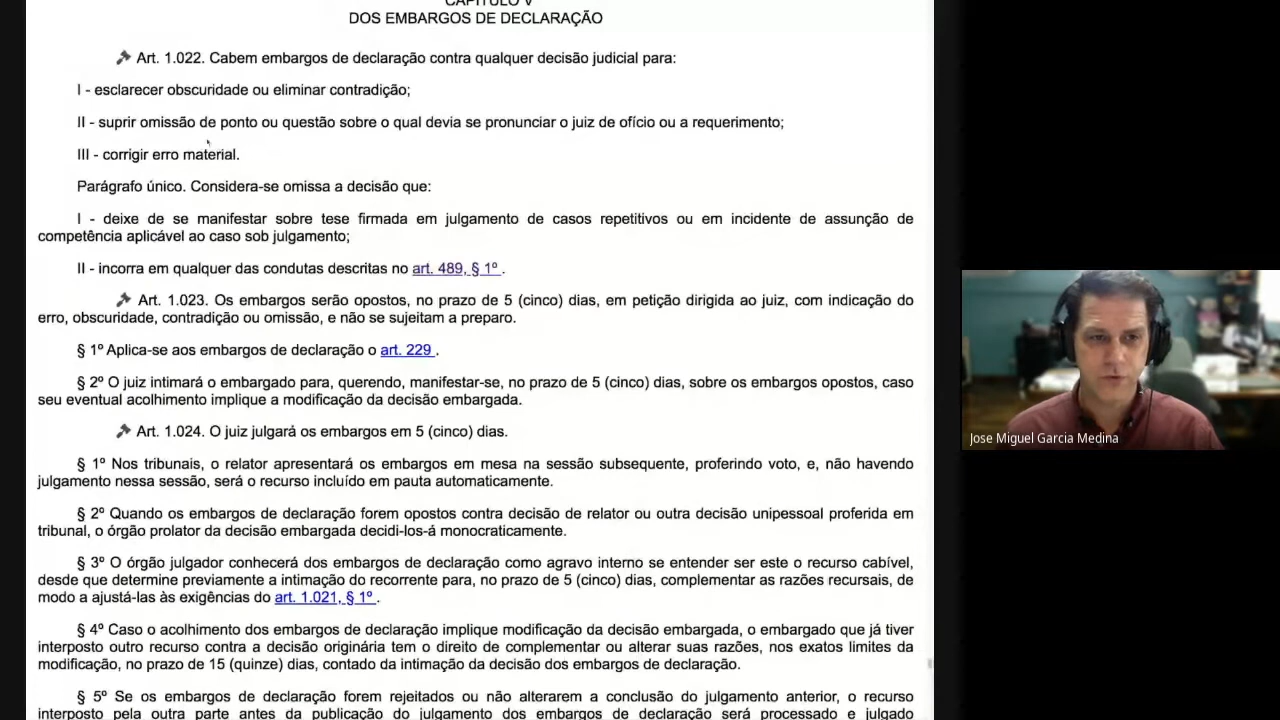 CAPÍTULO V
DOS EMBARGOS DE DECLARAÇÃO
Art. 1.022. Cabem embargos de declaração contra qualquer decisão judicial para:
I - esclarecer obscuridade ou eliminar contradição;
II - suprir omissão de ponto ou questão sobre o qual devia se pronunciar o juiz de ofício ou a requerimento;
III - corrigir erro material.
Parágrafo único. Considera-se omissa a decisão que:
I - deixe de se manifestar sobre tese firmada em julgamento de casos repetitivos ou em incidente de assunção de
competência aplicável ao caso sob julgamento;
II - incorra em qualquer das condutas descritas no art. 489, § 1º .
Art. 1.023. Os embargos serão opostos, no prazo de 5 (cinco) dias, em petição dirigida ao juiz, com indicação do
erro, obscuridade, contradição ou omissão, e não se sujeitam a preparo.
§ 1º Aplica-se aos embargos de declaração o art. 229 .
§ 2º O juiz intimará o embargado para, querendo, manifestar-se, no prazo de 5 (cinco) dias, sobre os embargos opostos, caso
seu eventual acolhimento implique a modificação da decisão embargada.
Art. 1.024. O juiz julgará os embargos em 5 (cinco) dias.
§ 1º Nos tribunais, o relator apresentará os embargos em mesa na sessão subsequente, proferindo voto, e, não havendo
julgamento nessa sessão, será o recurso incluído em pauta automaticamente.
§ 2º Quando os embargos de declaração forem opostos contra decisão de relator ou outra decisão unipessoal proferida em
tribunal, o órgão prolator da decisão embargada decidi-los-á monocraticamente.
§ 3º O órgão julgador conhecerá dos embargos de declaração como agravo interno se entender ser este o recurso cabível,
desde que determine previamente a intimação do recorrente para, no prazo de 5 (cinco) dias, complementar as razões recursais, de
modo a ajustá-las às exigências do art. 1.021, § 1º .
§ 4º Caso o acolhimento dos embargos de declaração implique modificação da decisão embargada, o embargado que já tiver
interposto outro recurso contra a decisão originária tem o direito de complementar ou alterar suas razões, nos exatos limites da
modificação, no prazo de 15 (quinze) dias, contado da intimação da decisão dos embargos de declaração.
§ 5º Se os embargos de declaração forem rejeitados ou não alterarem a conclusão do julgamento anterior, o recurso
interposto pela outra parte antes da publicação do julgamento dos embargos de declaração será processado e julgado
Jose Miguel Garcia Medina